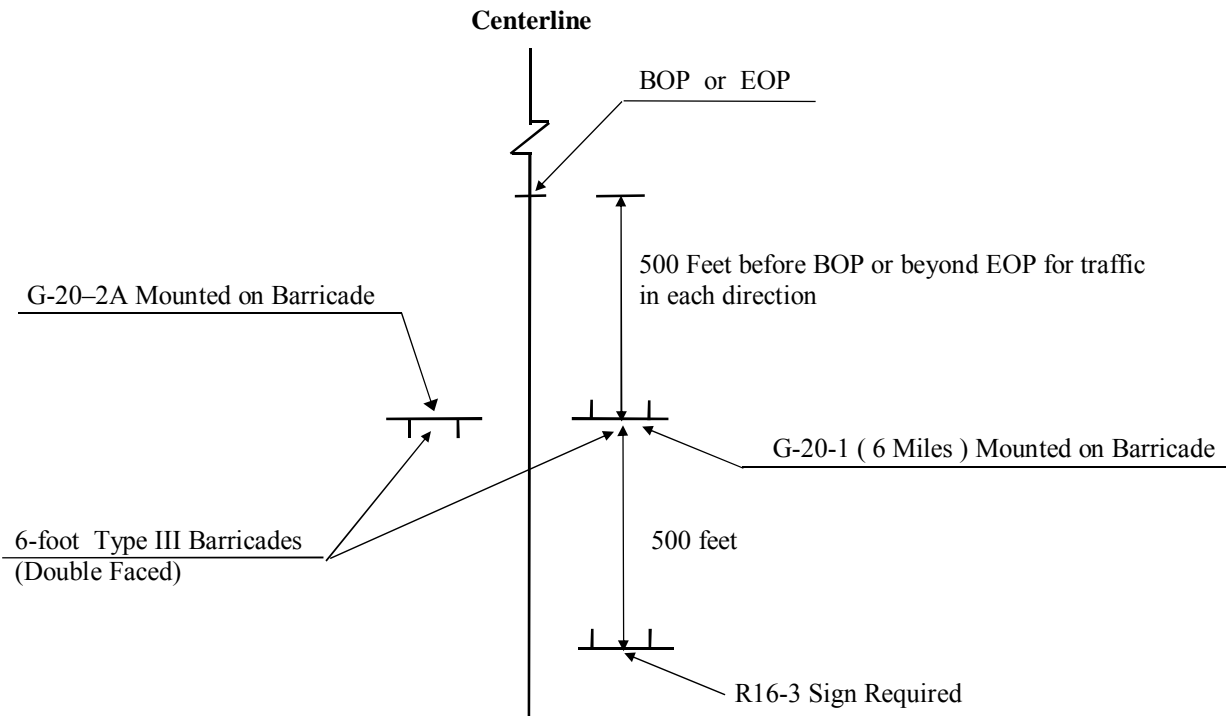 Centerline
BOP or EOP
500 Feet before BOP or beyond EOP for traffic
in each direction
G-20–2A Mounted on Barricade
G-20-1 ( 6 Miles ) Mounted on Barricade
6-foot Type III Barricades
(Double Faced)
500 feet
R16-3 Sign Required